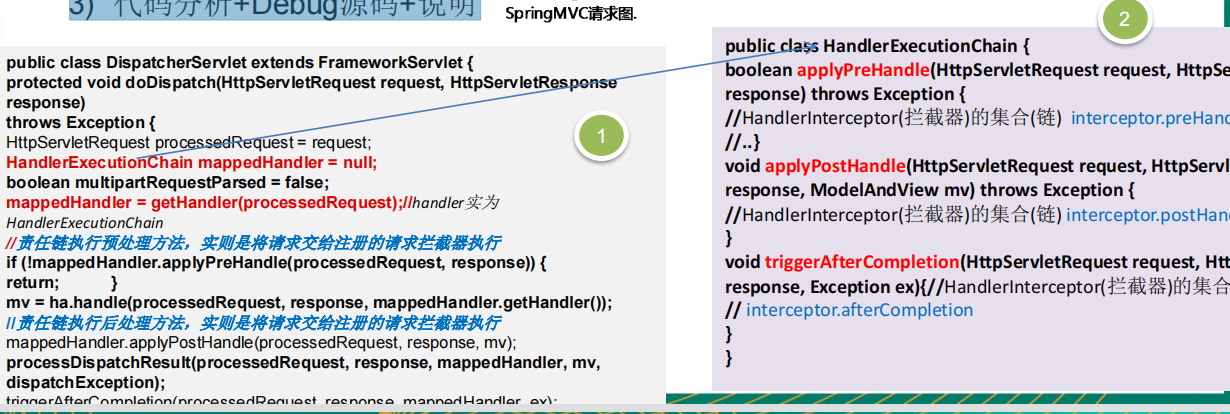 3) 代码分析+Debug源码+说明
SpringMVC请求图.
public class DispatcherServlet extends FrameworkServlet {
protected void doDispatch(HttpServletRequest request, HttpServletResponse
response)
throws Exception {
HttpServletRequest processedRequest = request;
HandlerExecutionChain mappedHandler = null;
boolean multipartRequestParsed = false;
mappedHandler = getHandler(processedRequest);//handler实为
HandlerExecutionChain
//责任链执行预处理方法，实则是将请求交给注册的请求拦截器执行
if (!mappedHandler.applyPreHandle(processedRequest, response)) {
return; }
mv = ha.handle(processedRequest, response, mappedHandler.getHandler());
//责任链执行后处理方法，实则是将请求交给注册的请求拦截器执行
mappedHandler.applyPostHandle(processedRequest, response, mv);
processDispatchResult(processedRequest, response, mappedHandler, mv,
dispatchException);
triggerAfterCompletion(processedRequest, response, mappedHandler, ex);
1
2
public class HandlerExecutionChain {
boolean applyPreHandle(HttpServletRequest request, HttpSe
response) throws Exception {
//HandlerInterceptor(拦截器)的集合(链) interceptor.preHan
//..}
void applyPostHandle(HttpServletRequest request, HttpServl
response, ModelAndView mv) throws Exception {
//HandlerInterceptor(拦截器)的集合(链) interceptor.postHan
}
void triggerAfterCompletion(HttpServletRequest request, Htt
response, Exception ex){//HandlerInterceptor(拦截器)的集合
// interceptor.afterCompletion
}
}